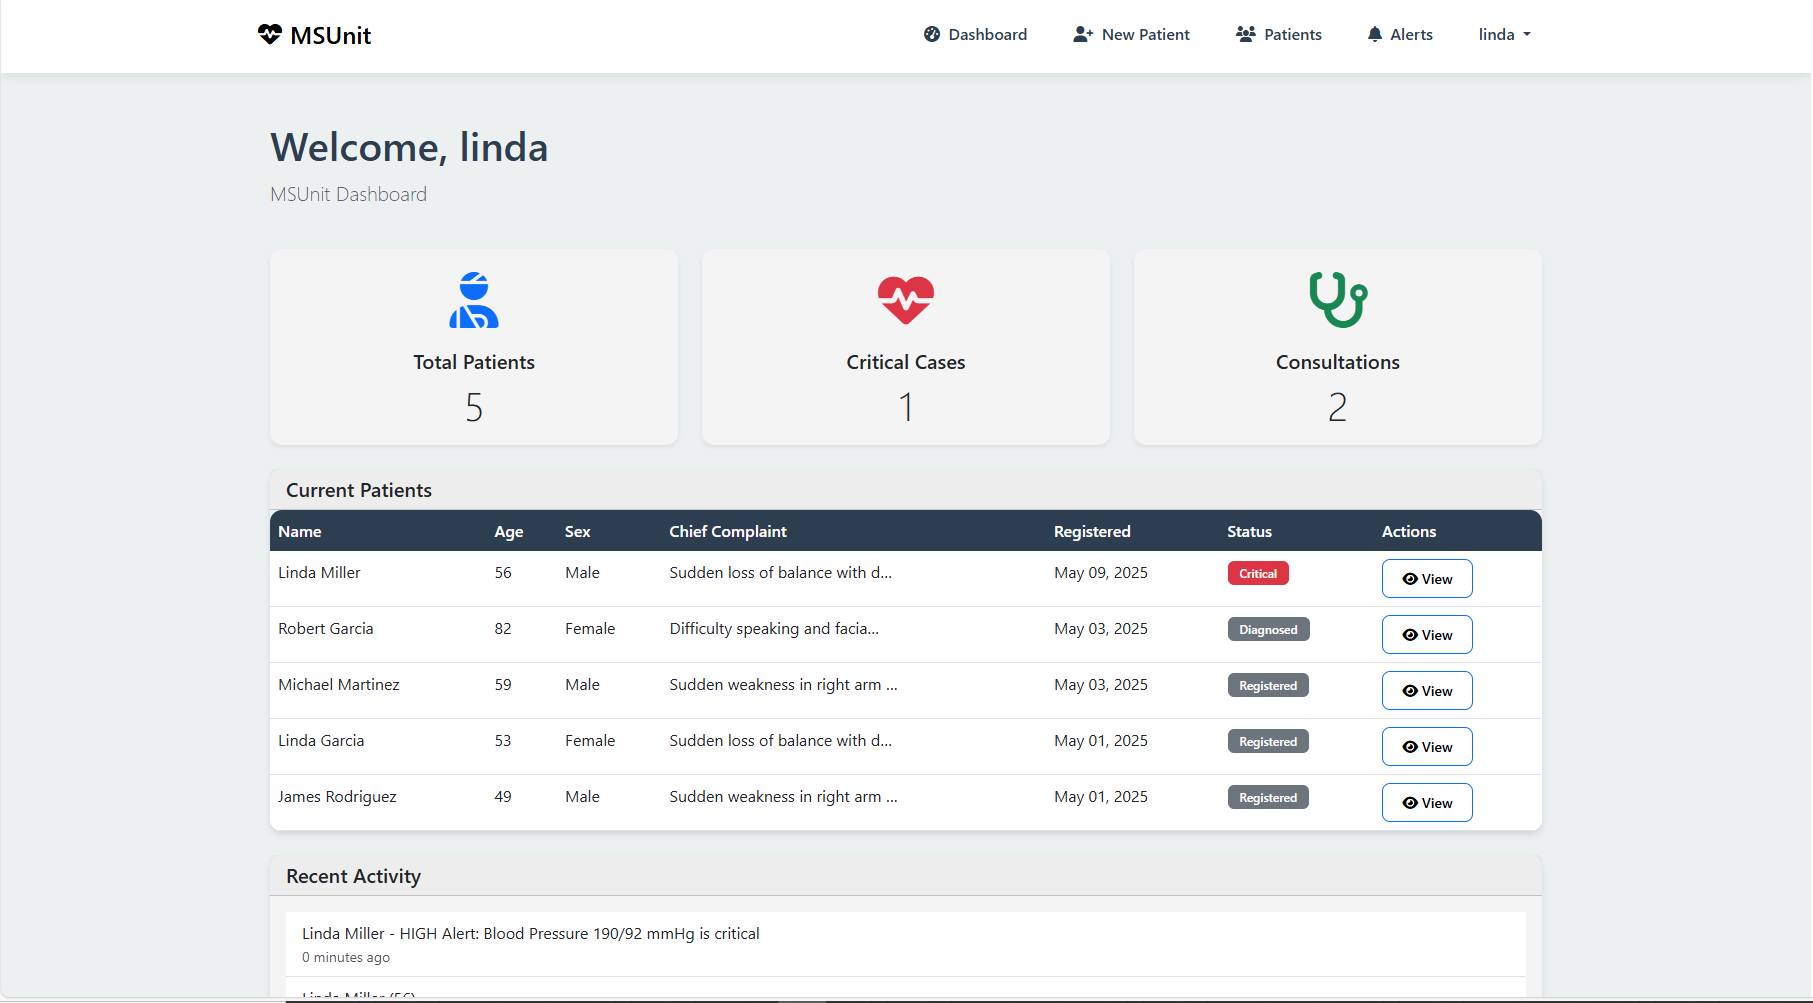 MSUnit
Dashboard New Patient Patients Alerts linda
Welcome, linda
MSUnit Dashboard
Total Patients
5
Critical Cases
1
Consultations
2
Current Patients
Name Age Sex Chief Complaint Registered Status Actions
Linda Miller 56 Male Sudden loss of balance with d... May 09, 2025 Critical View
Robert Garcia 82 Female Difficulty speaking and facia... May 03, 2025 Diagnosed View
Michael Martinez 59 Male Sudden weakness in right arm ... May 03, 2025 Registered View
Linda Garcia 53 Female Sudden loss of balance with d... May 01, 2025 Registered View
James Rodriguez 49 Male Sudden weakness in right arm ... May 01, 2025 Registered View
Recent Activity
Linda Miller - HIGH Alert: Blood Pressure 190/92 mmHg is critical
0 minutes ago
Linda Miller (56)